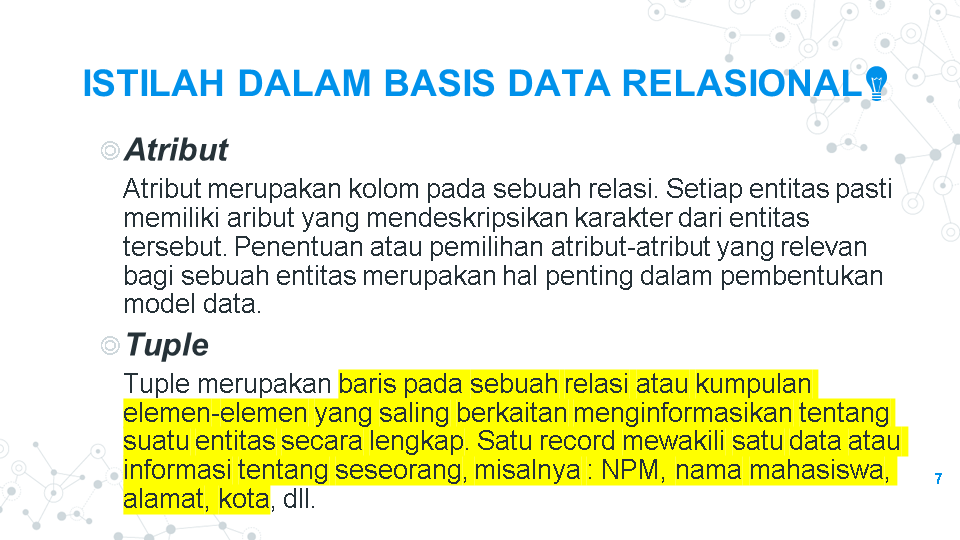 ISTILAH DALAM BASIS DATA RELASIONAL
Atribut
Atribut merupakan kolom pada sebuah relasi. Setiap entitas pasti
memiliki aribut yang mendeskripsikan karakter dari entitas
tersebut. Penentuan atau pemilihan atribut-atribut yang relevan
bagi sebuah entitas merupakan hal penting dalam pembentukan
model data.
Tuple
Tuple merupakan baris pada sebuah relasi atau kumpulan
elemen-elemen yang saling berkaitan menginformasikan tentang
suatu entitas secara lengkap. Satu record mewakili satu data atau
informasi tentang seseorang, misalnya : NPM, nama mahasiswa,
alamat, kota, dll.
7